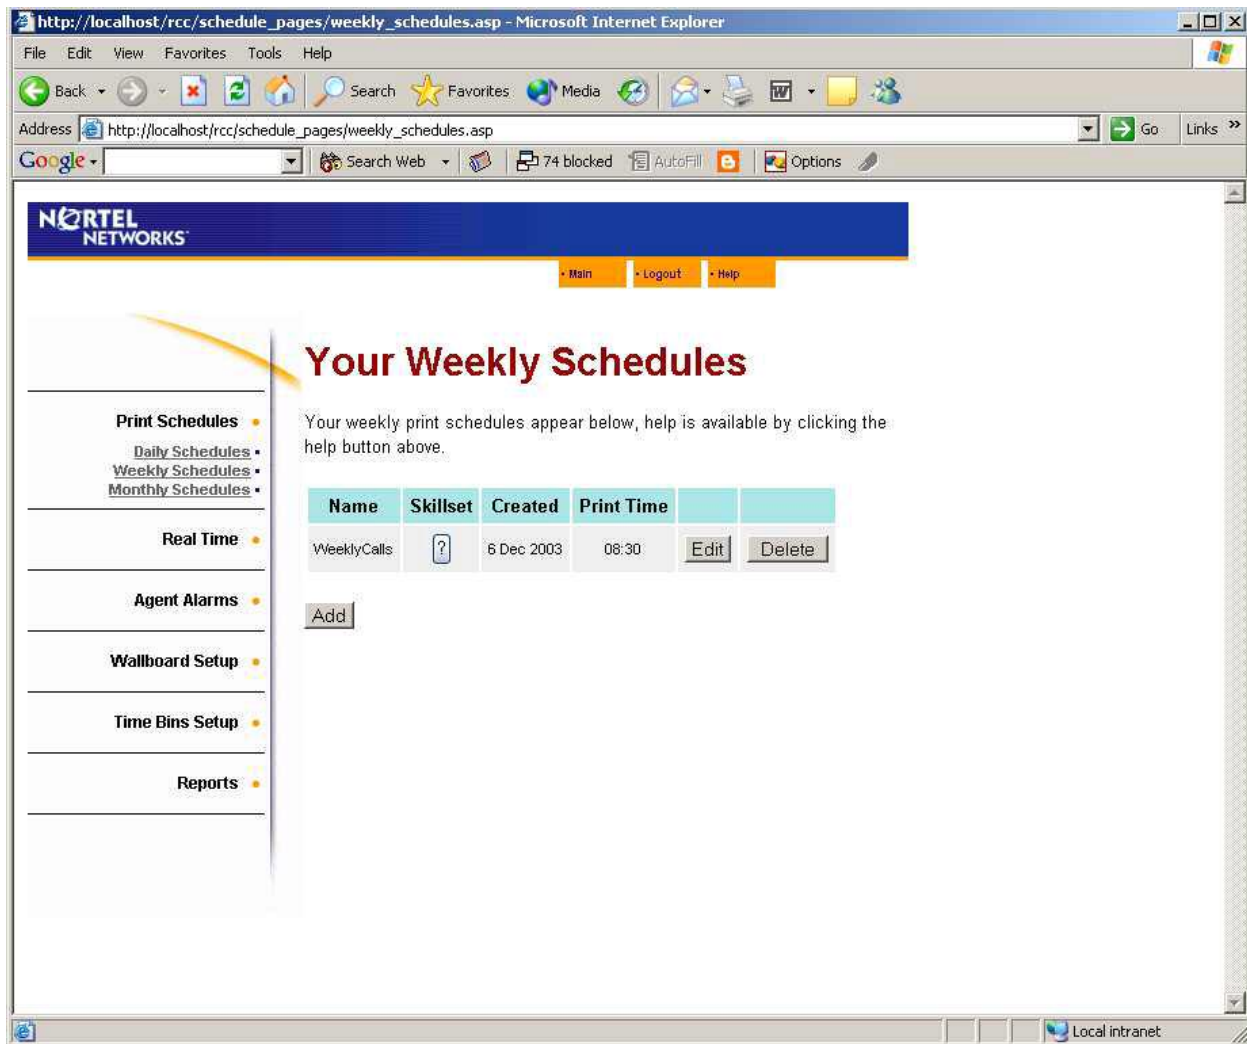 http://localhost/rcc/schedule_pages/weekly_schedules.asp - Microsoft Internet Explorer
File Edit View Favorites Tools Help
Back Search Favorites Media
Address http://localhost/rcc/schedule_pages/weekly_schedules.asp Go Links »
Google Search Web 74 blocked AutoFill Options
NORTEL
NETWORKS
• Main • Logout • Help
Your Weekly Schedules
Your weekly print schedules appear below, help is available by clicking the
help button above.
Print Schedules
Daily Schedules
Weekly Schedules
Monthly Schedules
Real Time
Agent Alarms
Wallboard Setup
Time Bins Setup
Reports
Name Skillset Created Print Time
WeeklyCalls ? 6 Dec 2003 08:30 Edit Delete
Add
Local intranet